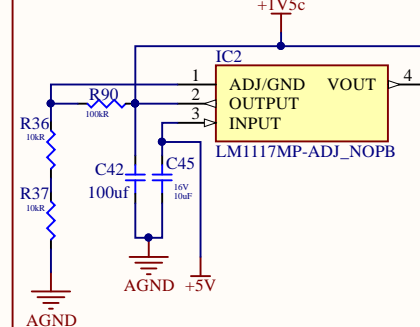 +1V5c
IC2
1
ADJ/GND
VOUT
4
R90
2
OUTPUT
100kR
3
INPUT
R36
10kR
LM1117MP-ADJ_NOPB
C42
C45
100uf
16V
10uF
R37
10kR
AGND
+5V
AGND